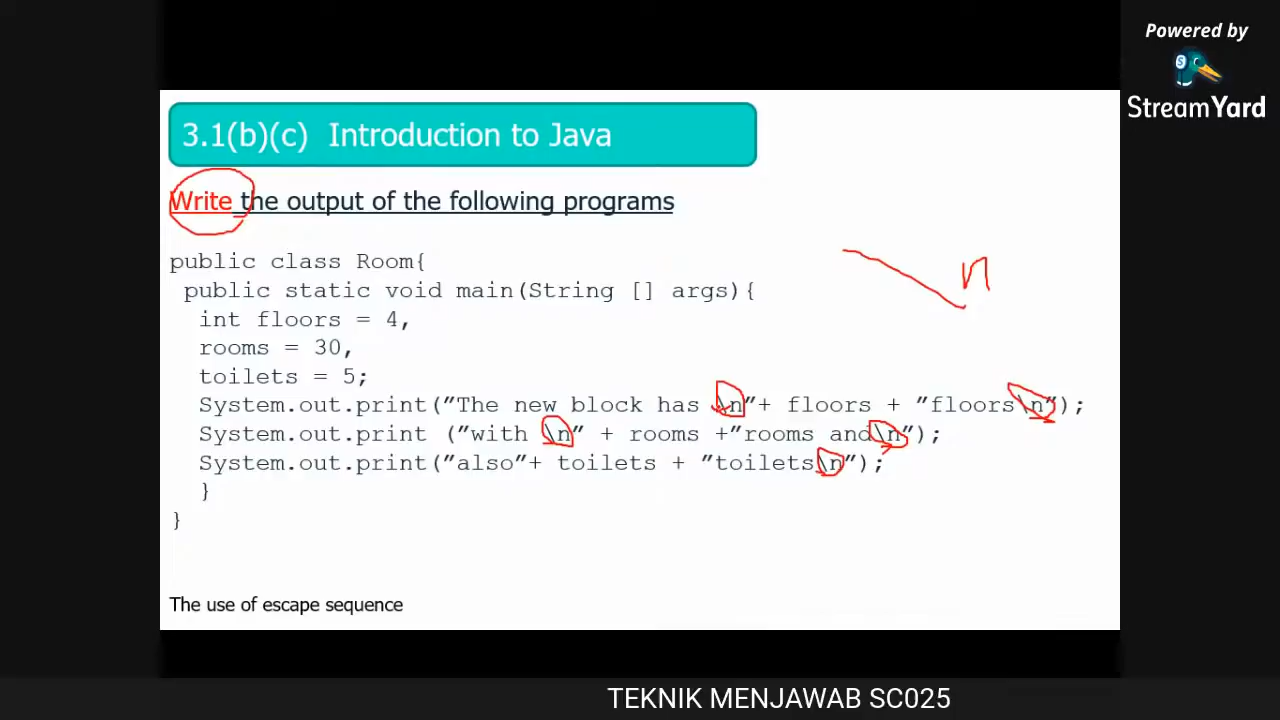 Powered by
StreamYard
3.1(b)(c) Introduction to Java
Write the output of the following programs
public class Room{
public static void main(String [] args){
int floors = 4,
rooms = 30,
toilets = 5;
System.out.print(”The new block has \n”+ floors + ”floors\n”);
System.out.print (”with \n” + rooms +”rooms and\n”);
System.out.print(”also”+ toilets + ”toilets\n”);
}
}
\n
The use of escape sequence
TEKNIK MENJAWAB SC025